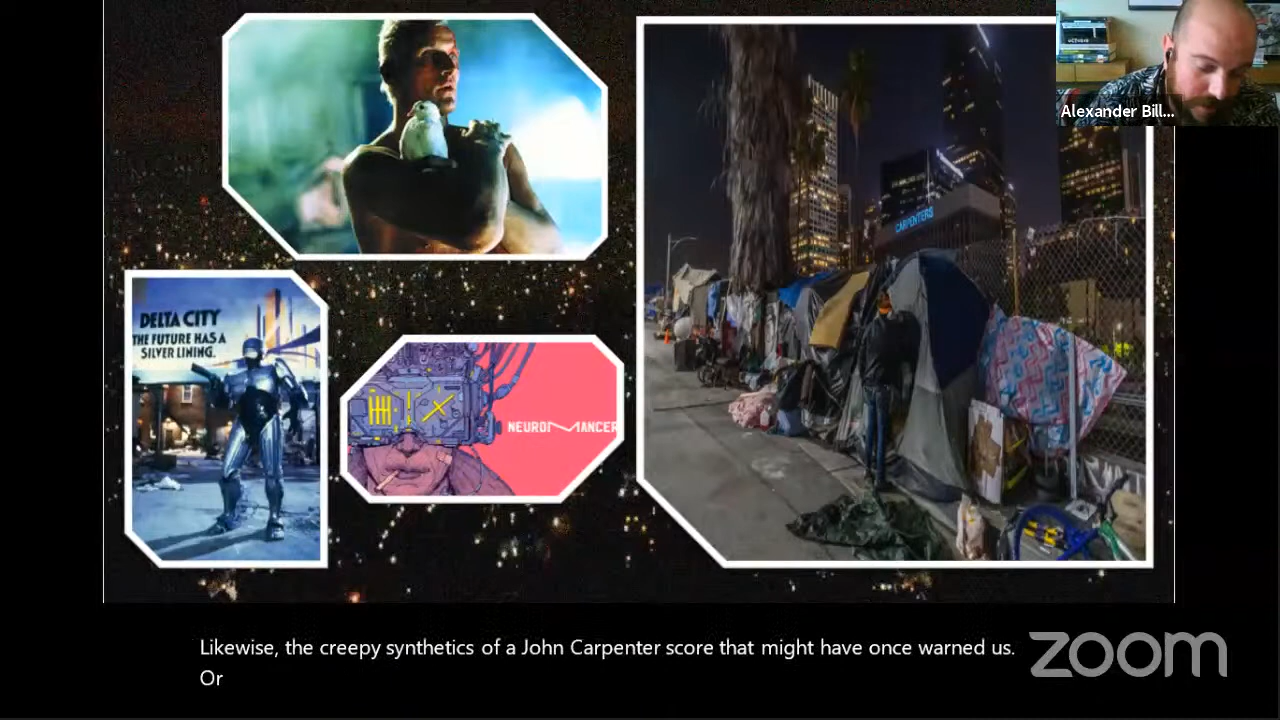 Alexander Bill...
CARPENTERS
DELTA CITY
THE FUTURE HAS A
SILVER LINING.
NEUROMANCER
Likewise, the creepy synthetics of a John Carpenter score that might have once warned us.
Or
zoom